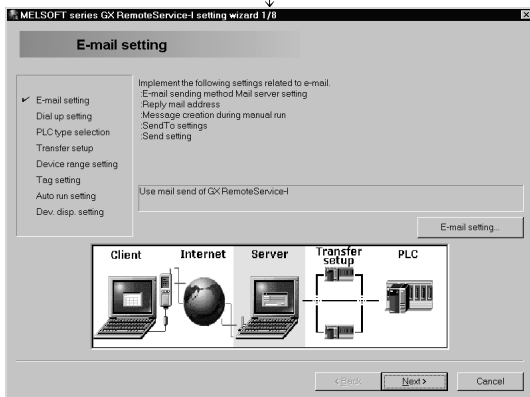 MELSOFT series GX RemoteService-I setting wizard 1/8
E-mail setting
E-mail setting
Dial up setting
PLC type selection
Transfer setup
Device range setting
Tag setting
Auto run setting
Dev. disp. setting
Implement the following settings related to e-mail.
:E-mail sending method Mail server setting
:Reply mail address
:Message creation during manual run
:SendTo settings
:Send setting
Use mail send of GX RemoteService-I
E-mail setting...
Client Internet Server Transfer setup PLC
< Back Next > Cancel